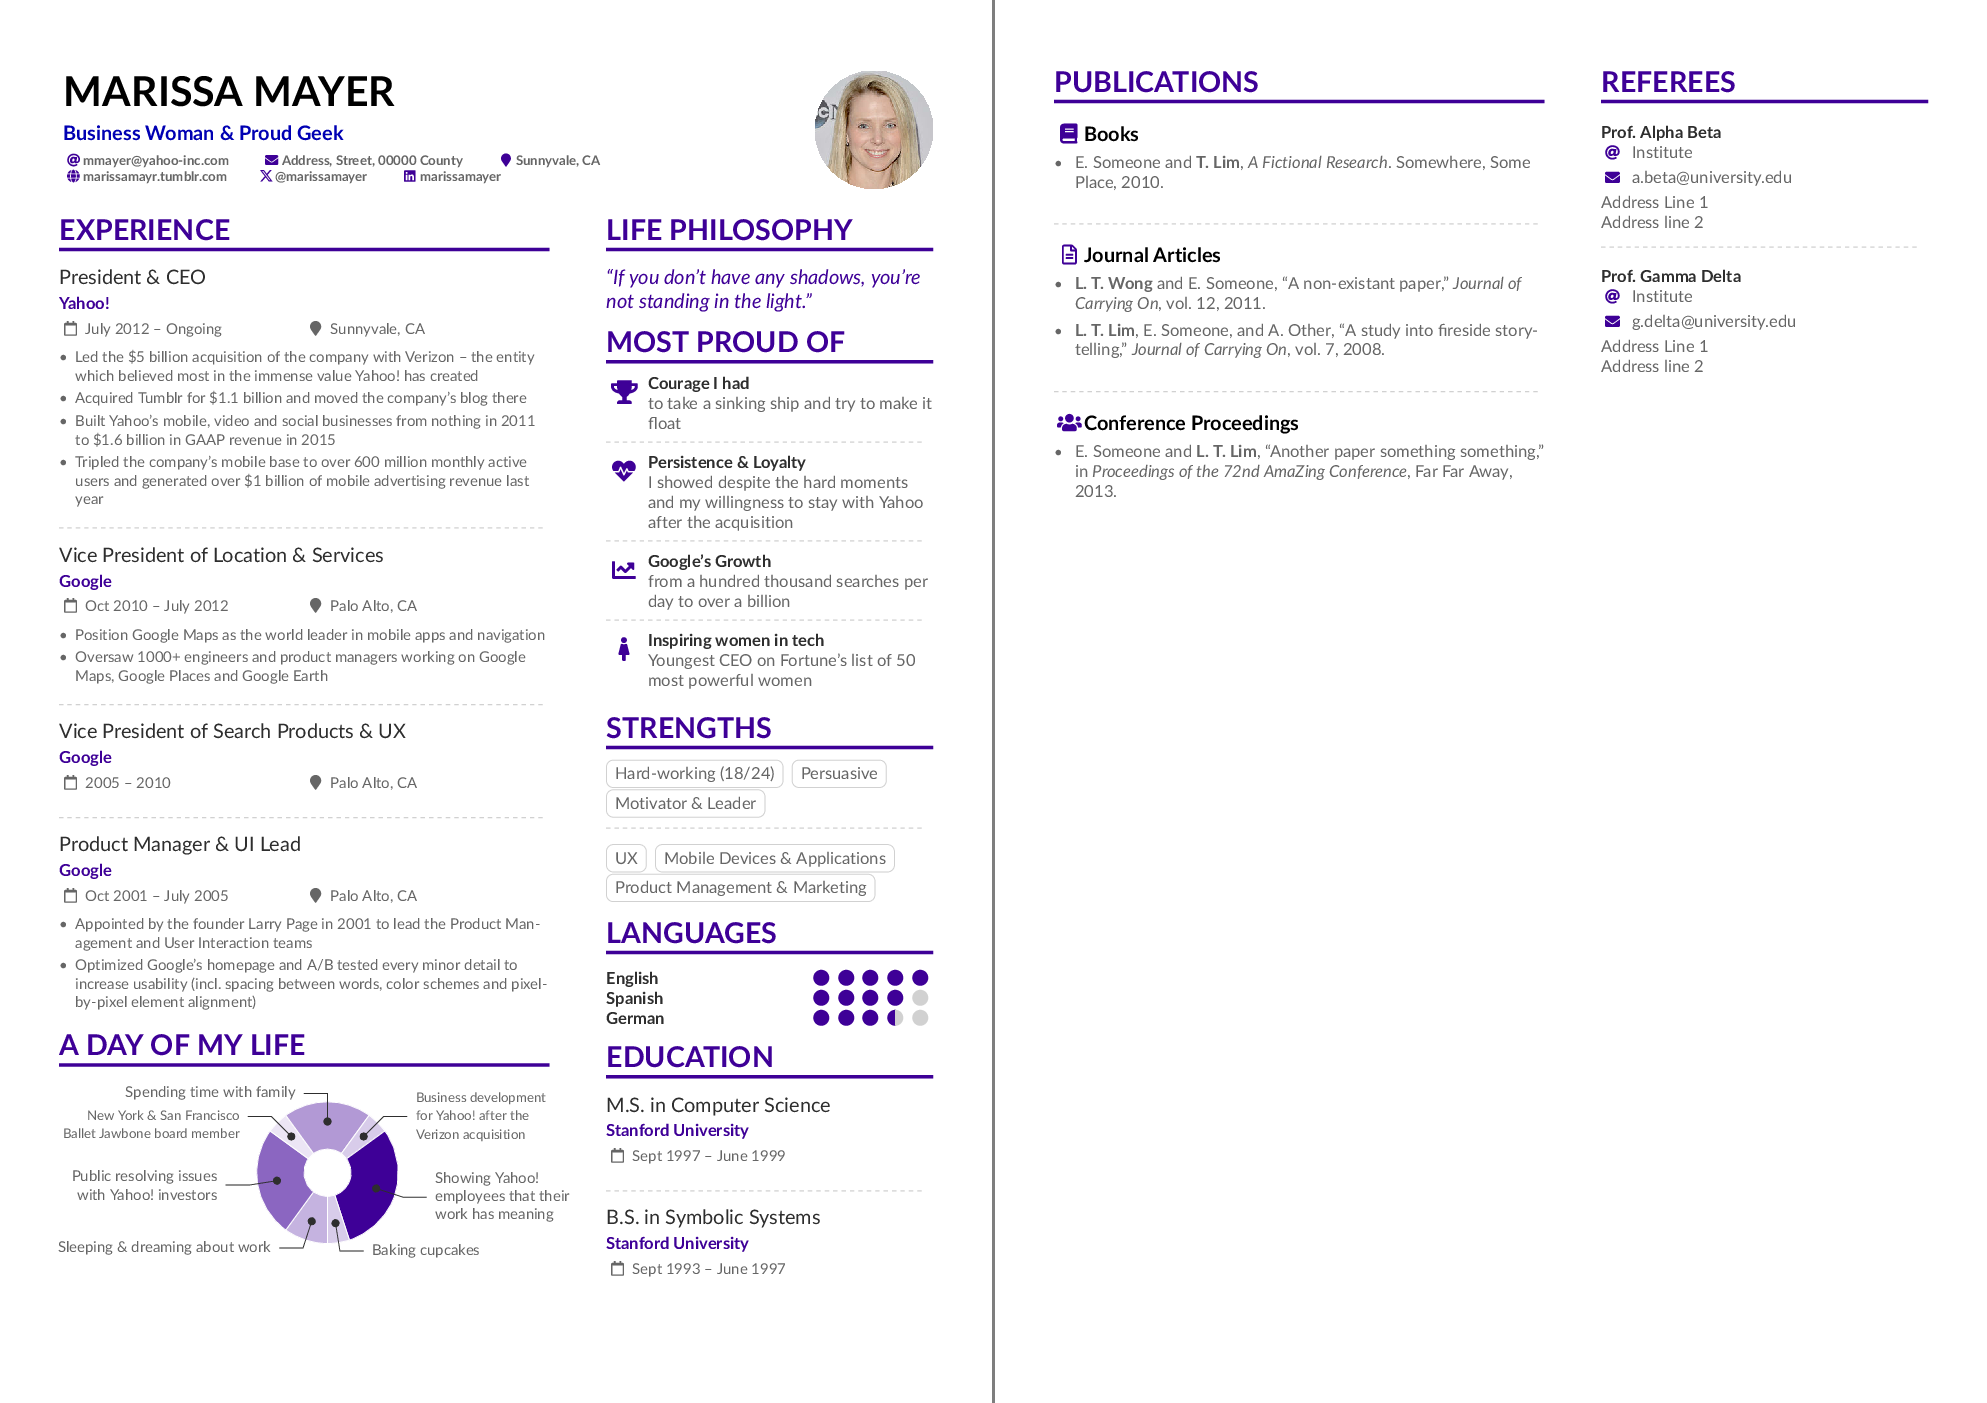 MARISSA MAYER
Business Woman & Proud Geek
mmayer@yahoo-inc.com Address, Street, 00000 County Sunnyvale, CA
marissamayr.tumblr.com @marissamayer marissamayer
EXPERIENCE
President & CEO
Yahoo!
July 2012 – Ongoing Sunnyvale, CA
• Led the $5 billion acquisition of the company with Verizon – the entity
which believed most in the immense value Yahoo! has created
• Acquired Tumblr for $1.1 billion and moved the company’s blog there
• Built Yahoo’s mobile, video and social businesses from nothing in 2011
to $1.6 billion in GAAP revenue in 2015
• Tripled the company’s mobile base to over 600 million monthly active
users and generated over $1 billion of mobile advertising revenue last
year
Vice President of Location & Services
Google
Oct 2010 – July 2012 Palo Alto, CA
• Position Google Maps as the world leader in mobile apps and navigation
• Oversaw 1000+ engineers and product managers working on Google
Maps, Google Places and Google Earth
Vice President of Search Products & UX
Google
2005 – 2010 Palo Alto, CA
Product Manager & UI Lead
Google
Oct 2001 – July 2005 Palo Alto, CA
• Appointed by the founder Larry Page in 2001 to lead the Product Man-
agement and User Interaction teams
• Optimized Google’s homepage and A/B tested every minor detail to
increase usability (incl. spacing between words, color schemes and pixel-
by-pixel element alignment)
A DAY OF MY LIFE
Spending time with family
New York & San Francisco
Ballet Jawbone board member
Public resolving issues
with Yahoo! investors
Sleeping & dreaming about work
Business development
for Yahoo! after the
Verizon acquisition
Showing Yahoo!
employees that their
work has meaning
Baking cupcakes
LIFE PHILOSOPHY
“If you don’t have any shadows, you’re
not standing in the light.”
MOST PROUD OF
Courage I had
to take a sinking ship and try to make it
float
Persistence & Loyalty
I showed despite the hard moments
and my willingness to stay with Yahoo
after the acquisition
Google’s Growth
from a hundred thousand searches per
day to over a billion
Inspiring women in tech
Youngest CEO on Fortune’s list of 50
most powerful women
STRENGTHS
Hard-working (18/24) Persuasive
Motivator & Leader
UX Mobile Devices & Applications
Product Management & Marketing
LANGUAGES
English
Spanish
German
EDUCATION
M.S. in Computer Science
Stanford University
Sept 1997 – June 1999
B.S. in Symbolic Systems
Stanford University
Sept 1993 – June 1997
PUBLICATIONS
Books
• E. Someone and T. Lim, A Fictional Research. Somewhere, Some
Place, 2010.
Journal Articles
• L. T. Wong and E. Someone, “A non-existant paper,” Journal of
Carrying On, vol. 12, 2011.
• L. T. Lim, E. Someone, and A. Other, “A study into fireside story-
telling,” Journal of Carrying On, vol. 7, 2008.
Conference Proceedings
• E. Someone and L. T. Lim, “Another paper something something,”
in Proceedings of the 72nd AmaZing Conference, Far Far Away,
2013.
REFEREES
Prof. Alpha Beta
Institute
a.beta@university.edu
Address Line 1
Address line 2
Prof. Gamma Delta
Institute
g.delta@university.edu
Address Line 1
Address line 2